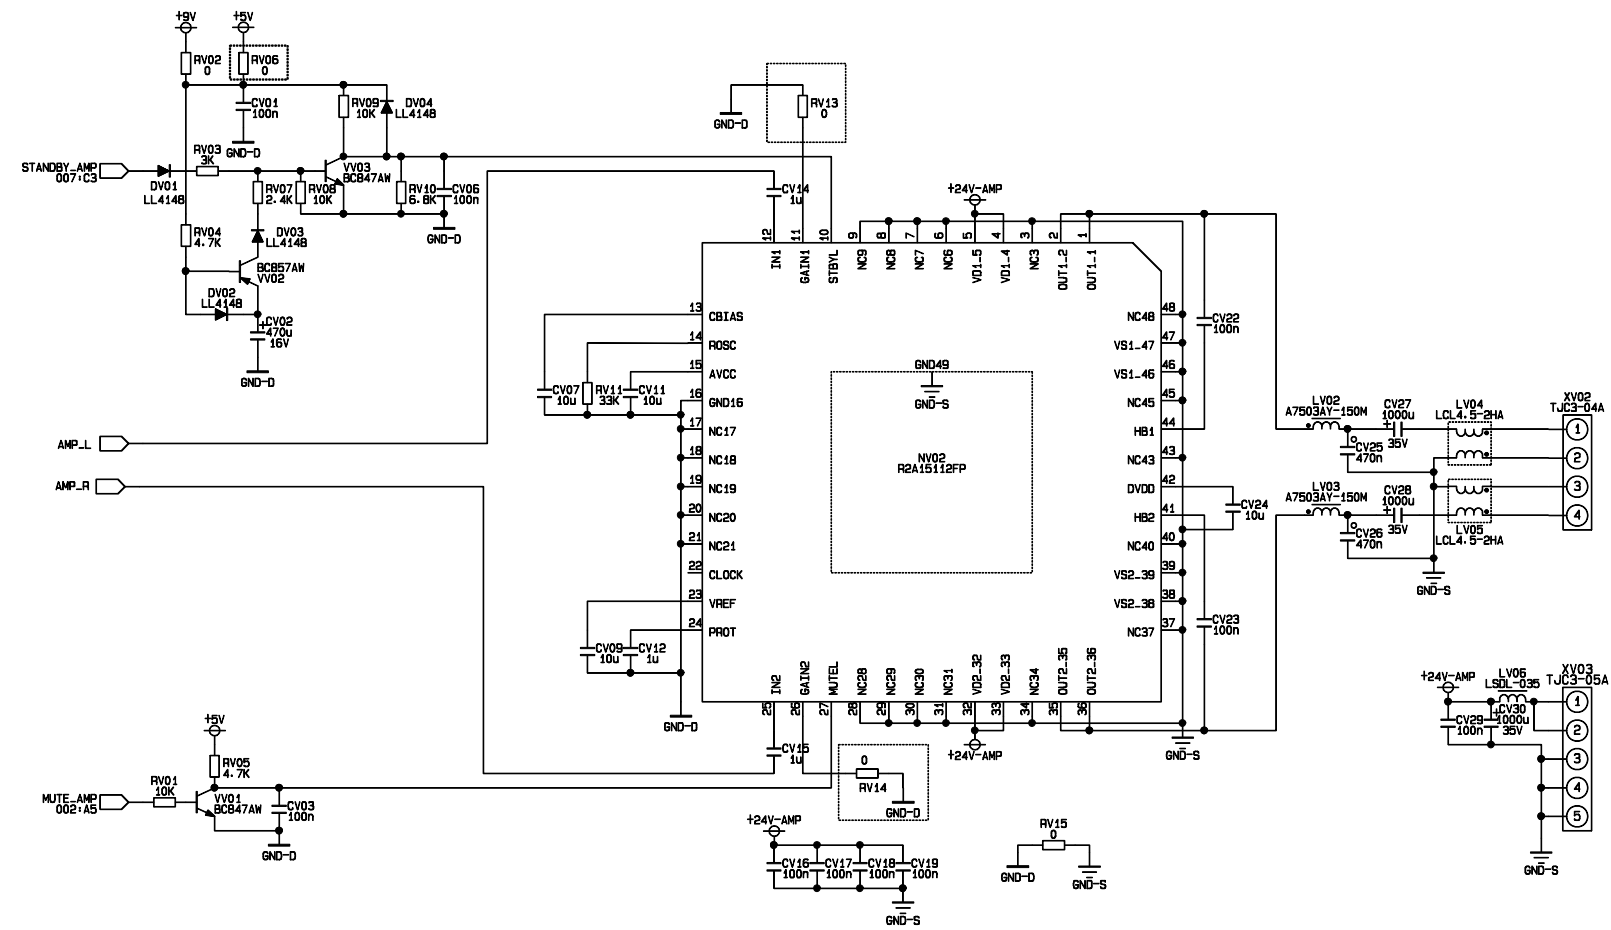 +9V
+5V
RV02
0
RV06
0
CV01
100n
GND-D
RV09
10K
DV04
LL4148
STANDBY_AMP
007:C3
DV01
LL4148
RV03
3K
RV07
2.4K
RV08
10K
VV03
BC847AW
RV10
6.8K
CV06
100n
GND-D
RV04
4.7K
DV03
LL4148
BC857AW
VV02
DV02
LL4148
CV02
470u
16V
GND-D
GND-D
RV13
0
CV14
1u
+24V-AMP
12
11
10
9
8
7
6
5
4
3
2
1
IN1
GAIN1
STBYL
NC9
NC8
NC7
NC6
VD1_5
VD1_4
NC3
OUT1_2
OUT1_1
13
CBIAS
14
ROSC
15
AVCC
16
GND16
17
NC17
18
NC18
19
NC19
20
NC20
21
NC21
22
CLOCK
23
VREF
24
PROT
CV07
10u
RV11
33K
CV11
10u
CV09
10u
CV12
1u
GND-D
GND49
GND-S
NV02
R2A15112FP
NC48
48
VS1_47
47
VS1_46
46
NC45
45
HB1
44
NC43
43
DVDD
42
HB2
41
NC40
40
VS2_39
39
VS2_38
38
NC37
37
CV22
100n
CV24
10u
CV23
100n
GND-S
IN2
GAIN2
MUTEL
NC28
NC29
NC30
NC31
VD2_32
VD2_33
NC34
OUT2_35
OUT2_36
25
26
27
28
29
30
31
32
33
34
35
36
+24V-AMP
CV15
1u
0
RV14
GND-D
AMP_L
AMP_R
+5V
RV05
4.7K
RV01
10K
MUTE_AMP
002:A5
VV01
BC847AW
CV03
100n
GND-D
+24V-AMP
CV16
100n
CV17
100n
CV18
100n
CV19
100n
GND-S
RV15
0
GND-D
GND-S
LV02
A7503AY-150M
CV27
1000u
35V
CV25
470n
LV04
LCL4.5-2HA
XV02
TJC3-04A
1
2
3
4
LV03
A7503AY-150M
CV28
1000u
35V
CV26
470n
LV05
LCL4.5-2HA
GND-S
+24V-AMP
LV06
LSDL-035
XV03
TJC3-05A
CV29
100n
CV30
1000u
35V
1
2
3
4
5
GND-S